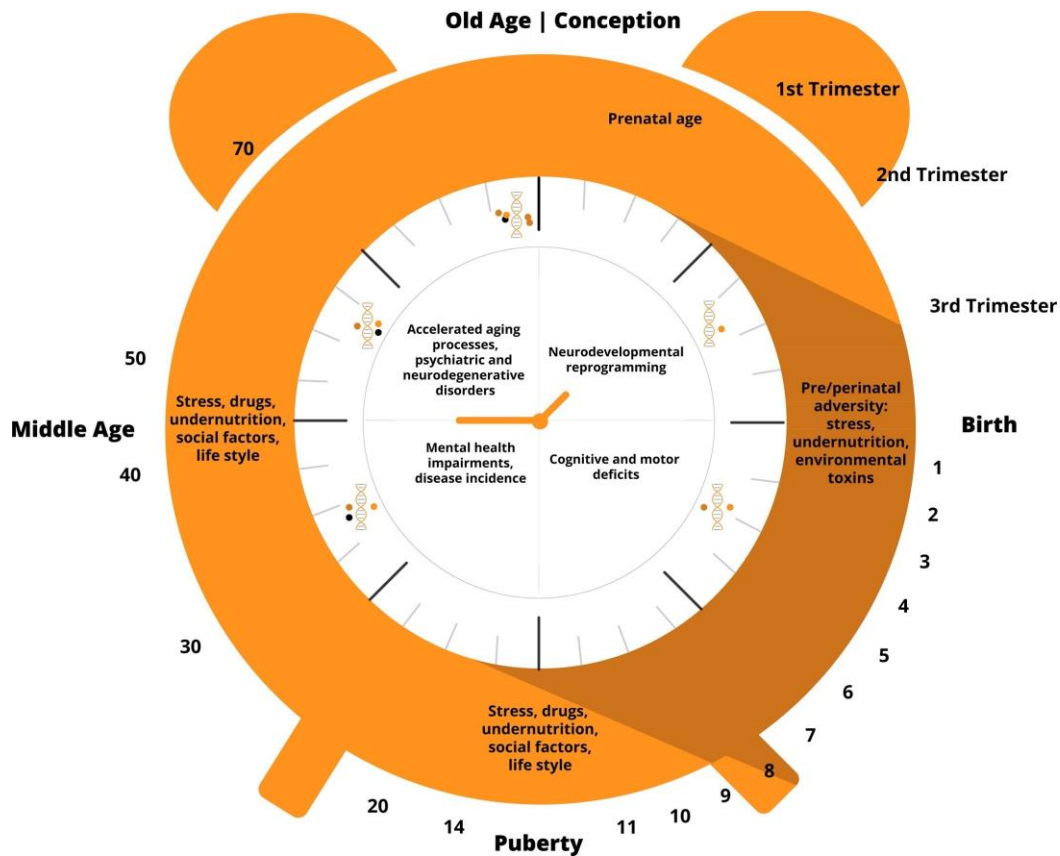 Old Age | Conception
1st Trimester
Prenatal age
70
2nd Trimester
3rd Trimester
Accelerated aging
processes,
psychiatric and
neurodegenerative
disorders
Neurodevelopmental
reprogramming
50
Stress, drugs,
undernutrition,
social factors,
life style
Pre/perinatal
adversity:
stress,
undernutrition,
environmental
toxins
Middle Age
Birth
Mental health
impairments,
disease incidence
Cognitive and motor
deficits
40
1
2
3
4
30
5
6
Stress, drugs,
undernutrition,
social factors,
life style
7
8
9
20
10
14
11
Puberty